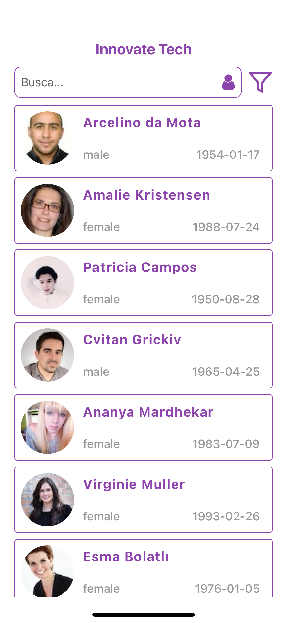 Innovate Tech
Busca...
Arcelino da Mota
male 1954-01-17
Amalie Kristensen
female 1988-07-24
Patricia Campos
female 1950-08-28
Cvitan Grickiv
male 1965-04-25
Ananya Mardhekar
female 1983-07-09
Virginie Muller
female 1993-02-26
Esma Bolatlı
female 1976-01-05